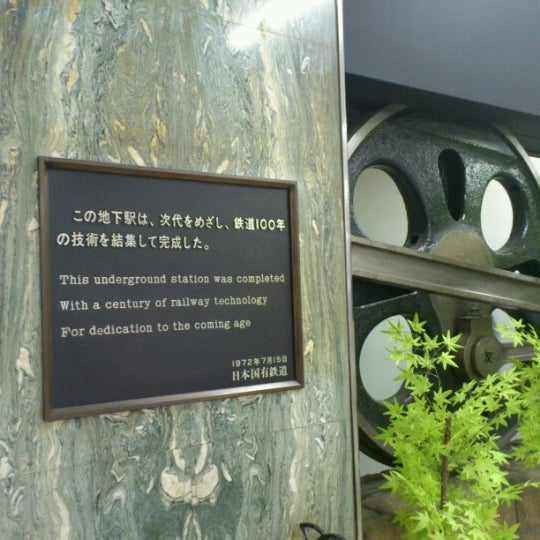 この地下駅は、次代をめざし、鉄道100年
の技術を結集して完成した。
This underground station was completed
With a century of railway technology
For dedication to the coming age
1972年7月15日
日本国有鉄道